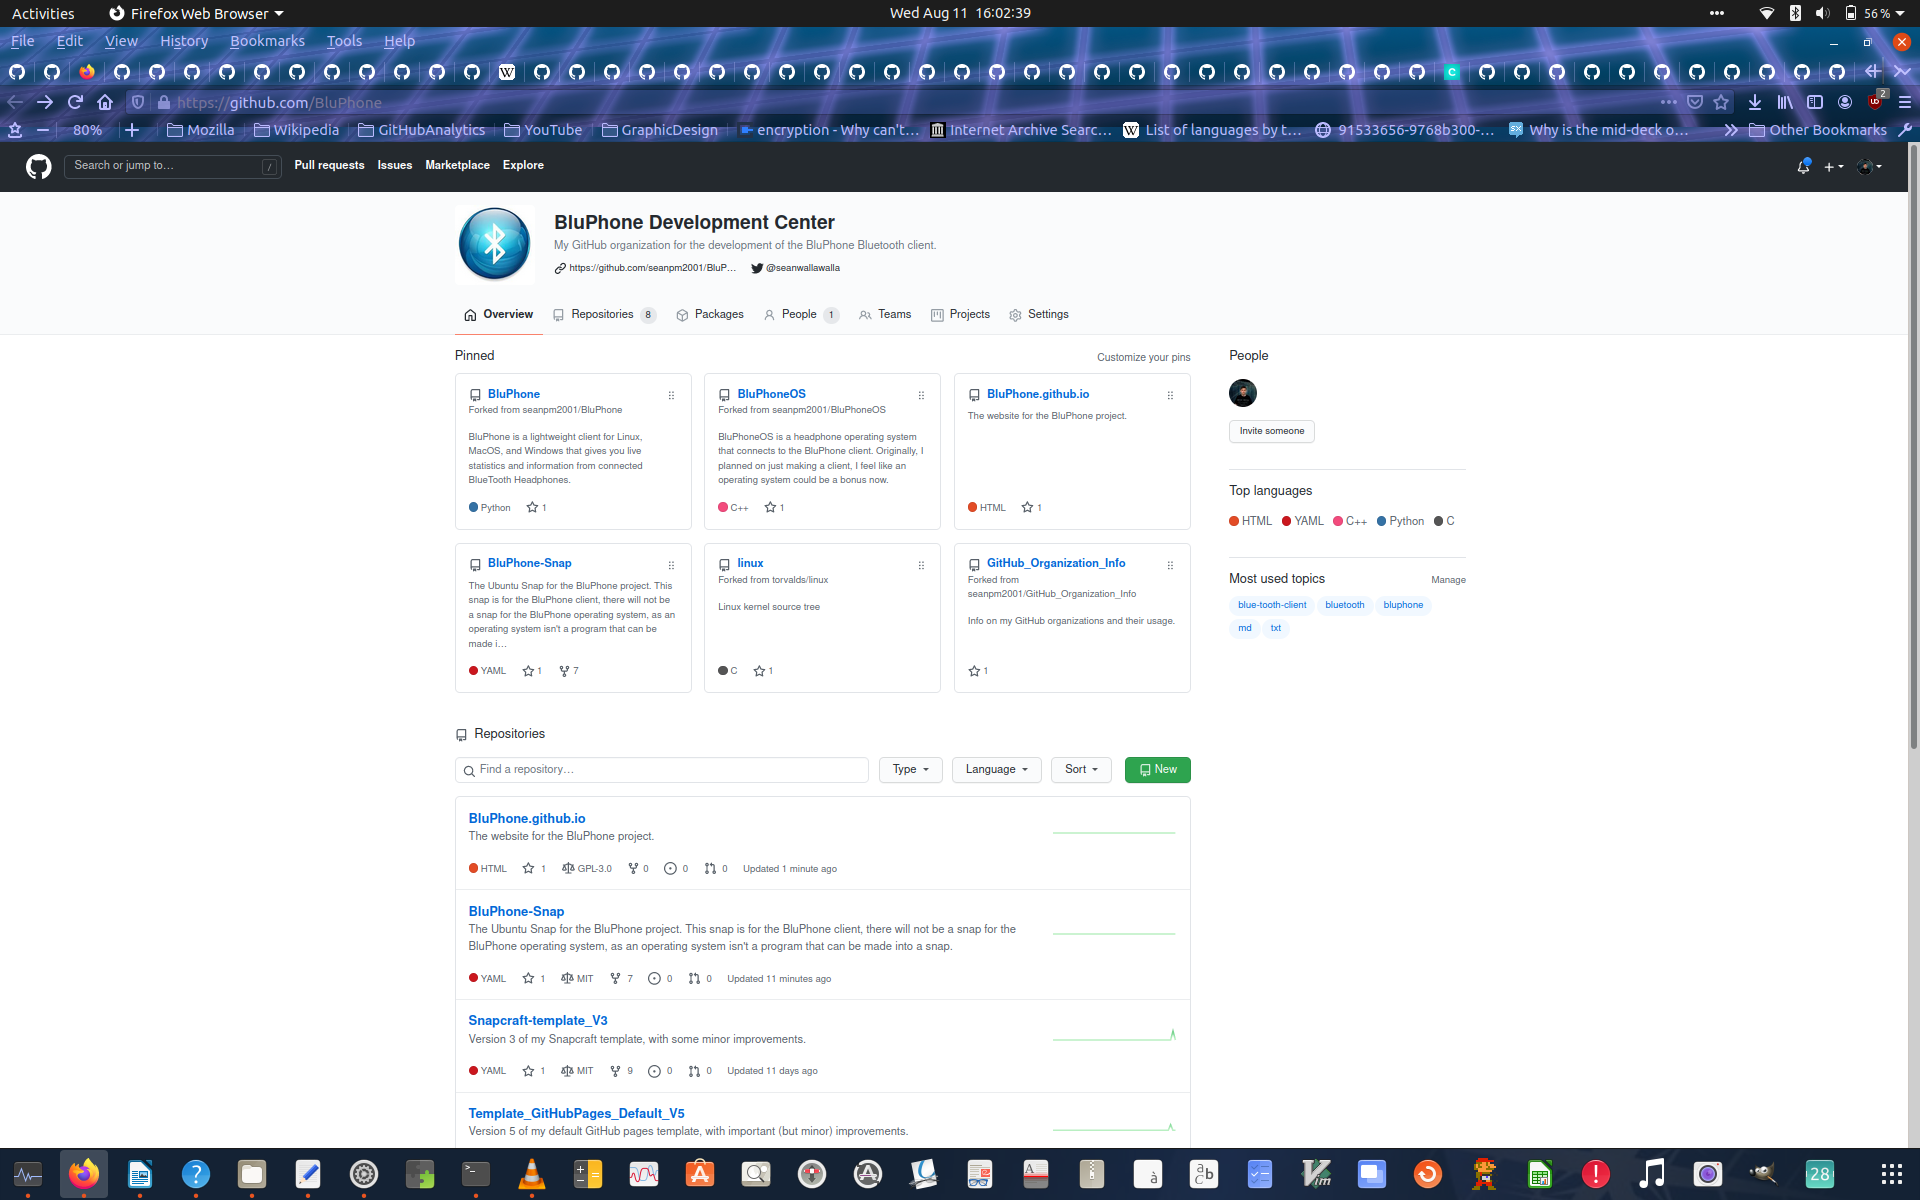 Activities
Firefox Web Browser
Wed Aug 11 16:02:39
56 %
File Edit View History Bookmarks Tools Help
https://github.com/BluPhone
2
80%
Mozilla
Wikipedia
GitHubAnalytics
YouTube
GraphicDesign
encryption - Why can't…
Internet Archive Searc…
List of languages by t…
91533656-9768b300-…
Why is the mid-deck o…
Other Bookmarks
Search or jump to…
/
Pull requests Issues Marketplace Explore
BluPhone Development Center
My GitHub organization for the development of the BluPhone Bluetooth client.
https://github.com/seanpm2001/BluP…
@seanwallawalla
Overview
Repositories 8
Packages
People 1
Teams
Projects
Settings
Pinned
Customize your pins
BluPhone
Forked from seanpm2001/BluPhone
BluPhone is a lightweight client for Linux,
MacOS, and Windows that gives you live
statistics and information from connected
BlueTooth Headphones.
Python 1
BluPhoneOS
Forked from seanpm2001/BluPhoneOS
BluPhoneOS is a headphone operating system
that connects to the BluPhone client. Originally, I
planned on just making a client, I feel like an
operating system could be a bonus now.
C++ 1
BluPhone.github.io
The website for the BluPhone project.
HTML 1
BluPhone-Snap
The Ubuntu Snap for the BluPhone project. This
snap is for the BluPhone client, there will not be
a snap for the BluPhone operating system, as an
operating system isn't a program that can be
made i…
YAML 1 7
linux
Forked from torvalds/linux
Linux kernel source tree
C 1
GitHub_Organization_Info
Forked from
seanpm2001/GitHub_Organization_Info
Info on my GitHub organizations and their usage.
1
People
Invite someone
Top languages
HTML YAML C++ Python C
Most used topics
Manage
blue-tooth-client bluetooth bluphone
md txt
Repositories
Find a repository…
Type
Language
Sort
New
BluPhone.github.io
The website for the BluPhone project.
HTML 1 GPL-3.0 0 0 0 Updated 1 minute ago
BluPhone-Snap
The Ubuntu Snap for the BluPhone project. This snap is for the BluPhone client, there will not be a snap for the
BluPhone operating system, as an operating system isn't a program that can be made into a snap.
YAML 1 MIT 7 0 0 Updated 11 minutes ago
Snapcraft-template_V3
Version 3 of my Snapcraft template, with some minor improvements.
YAML 1 MIT 9 0 0 Updated 11 days ago
Template_GitHubPages_Default_V5
Version 5 of my default GitHub pages template, with important (but minor) improvements.
28